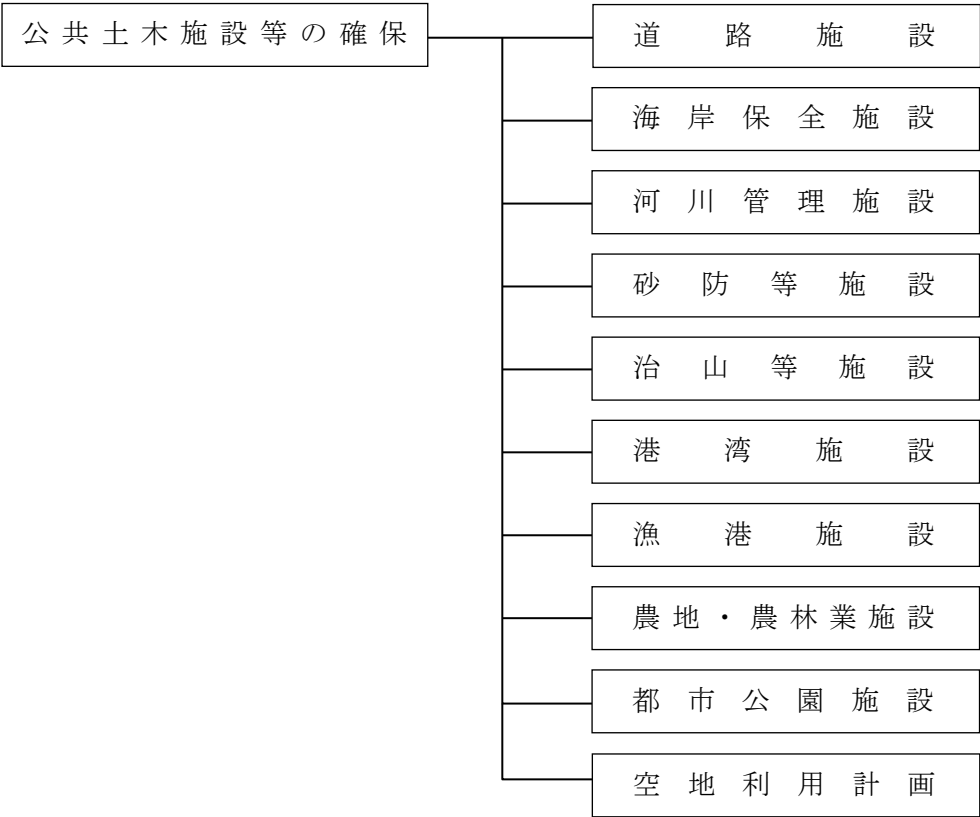 公共土木施設等の確保
道路施設
海岸保全施設
河川管理施設
砂防等施設
治山等施設
港湾施設
漁港施設
農地・農林業施設
都市公園施設
空地利用計画